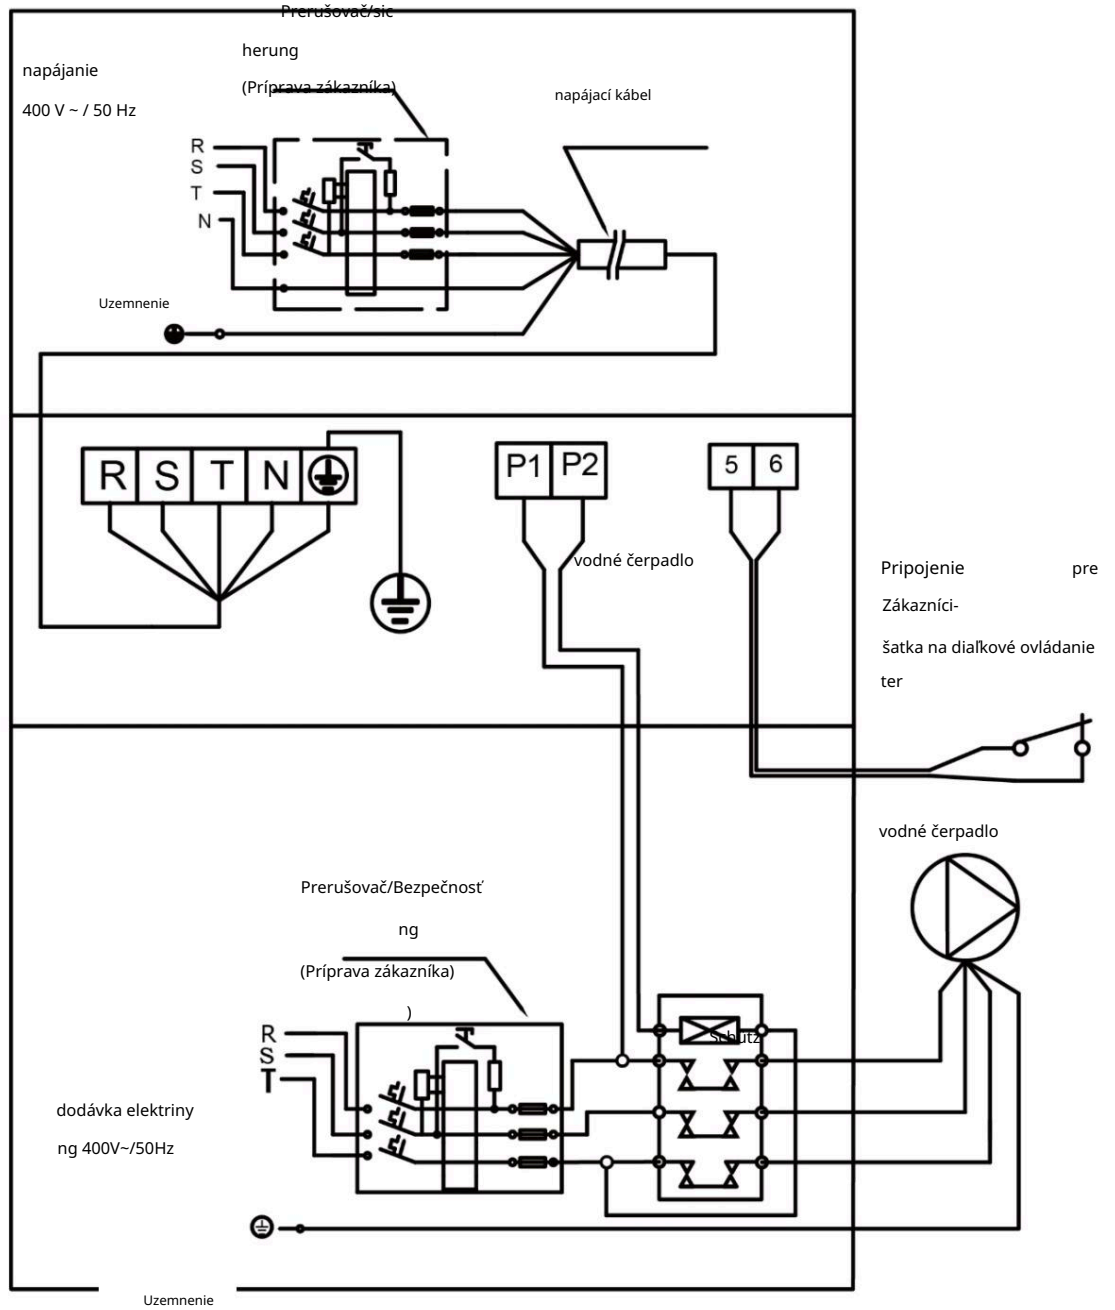 Prerušovač/sic
herung
(Príprava zákazníka)
napájanie
400 V ~ / 50 Hz
napájací kábel
R
S
T
N
Uzemnenie
R S T N
P1 P2
5 6
vodné čerpadlo
Pripojenie pre
Zákazníci-
šatka na diaľkové ovládanie
ter
vodné čerpadlo
Prerušovač/Bezpečnosť
ng
(Príprava zákazníka)
)
Schutz
R
S
T
dodávka elektriny
ng 400V~/50Hz
Uzemnenie